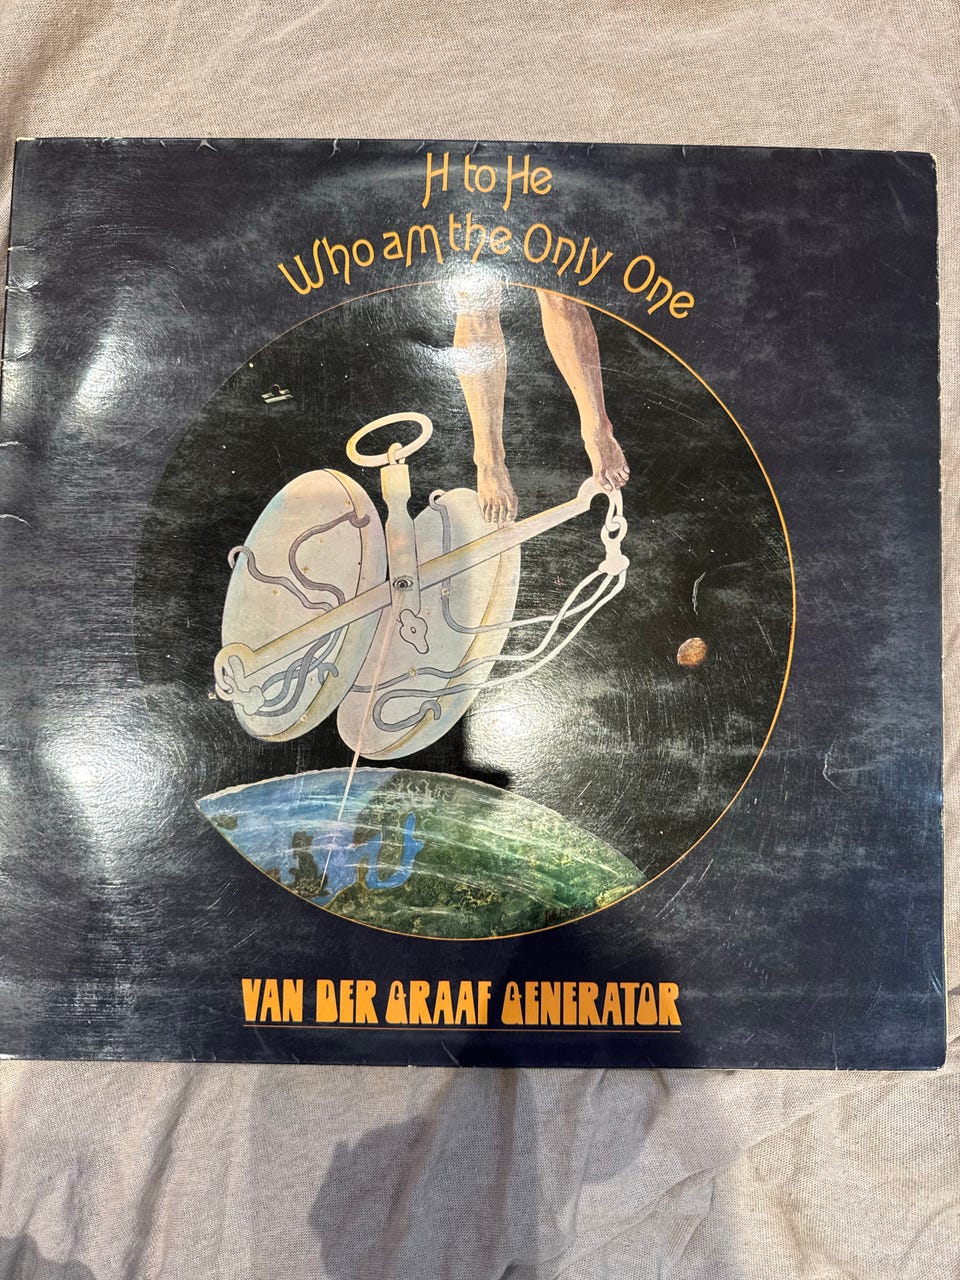 H to He
Who am the Only One
VAN DER GRAAF GENERATOR